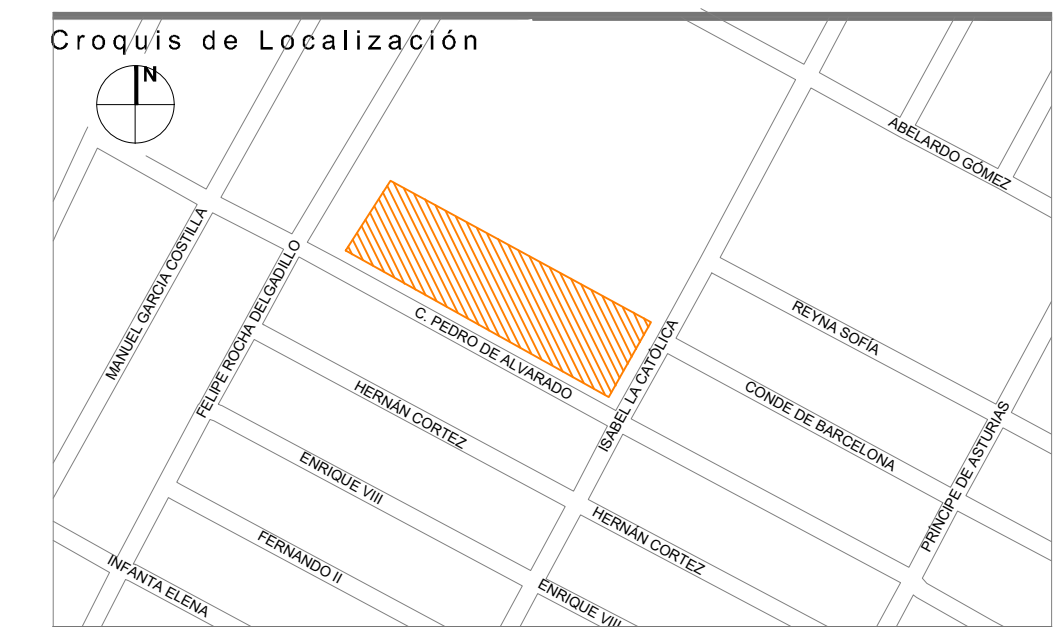 Croquis de Localización
N
ABELARDO GÓMEZ
MANUEL GARCIA COSTILLA
FELIPE ROCHA DELGADILLO
C. PEDRO DE ALVARADO
ISABEL LA CATÓLICA
REYNA SOFÍA
HERNÁN CORTEZ
CONDE DE BARCELONA
PRÍNCIPE DE ASTURIAS
ENRIQUE VIII
HERNÁN CORTEZ
FERNANDO II
INFANTA ELENA
ENRIQUE VIII